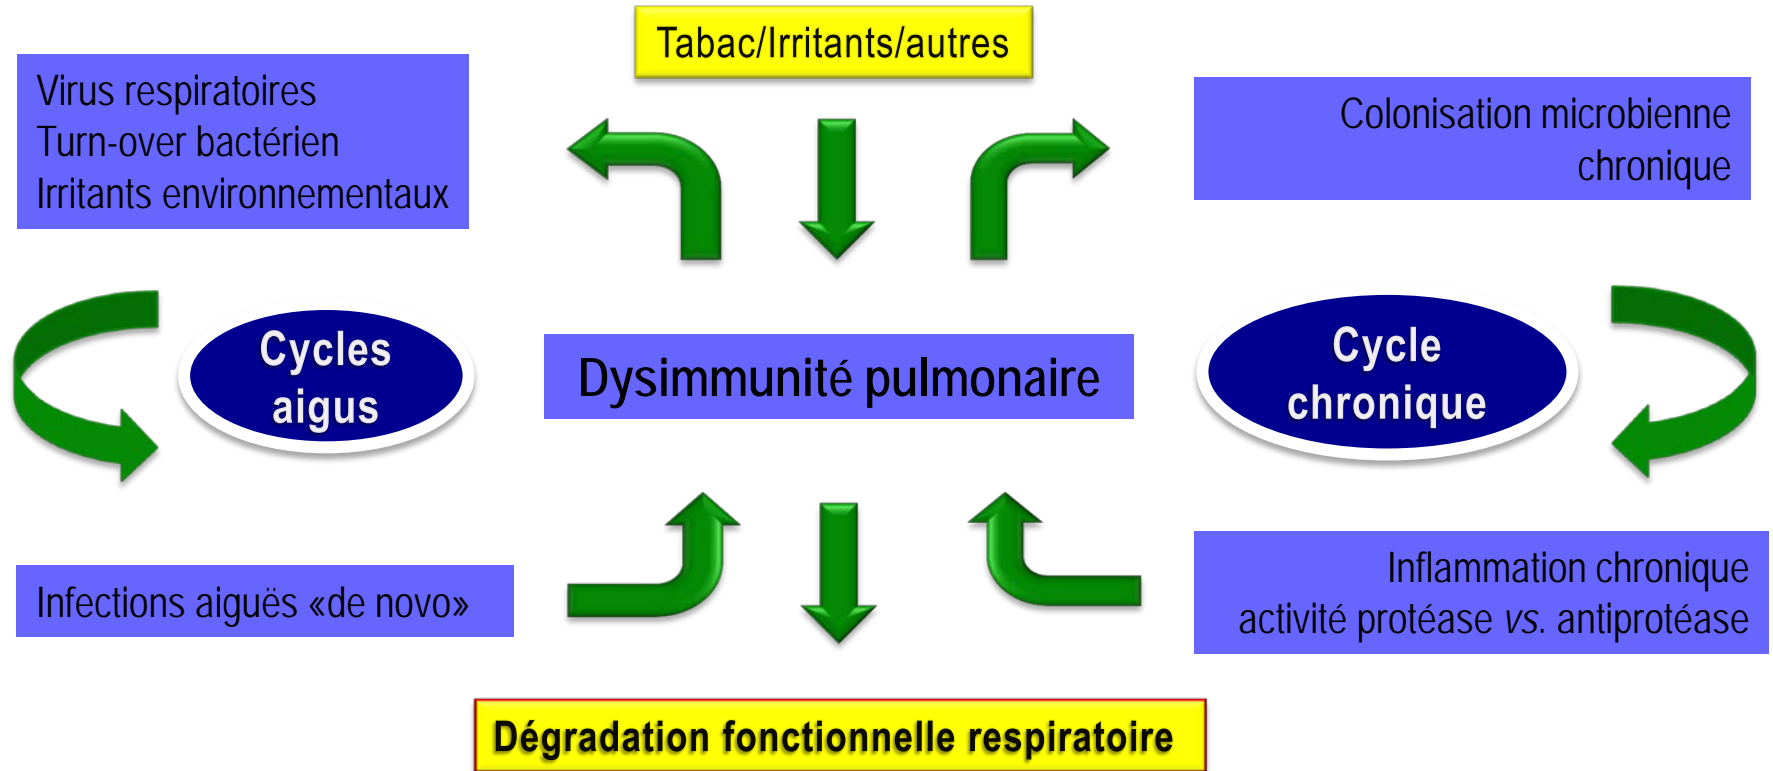 Tabac/Irritants/autres
Virus respiratoires
Turn-over bactérien
Irritants environnementaux
Colonisation microbienne
chronique
Cycles
aigus
Dysimmunité pulmonaire
Cycle
chronique
Infections aiguës «de novo»
Inflammation chronique
activité protéase vs. antiprotéase
Dégradation fonctionnelle respiratoire